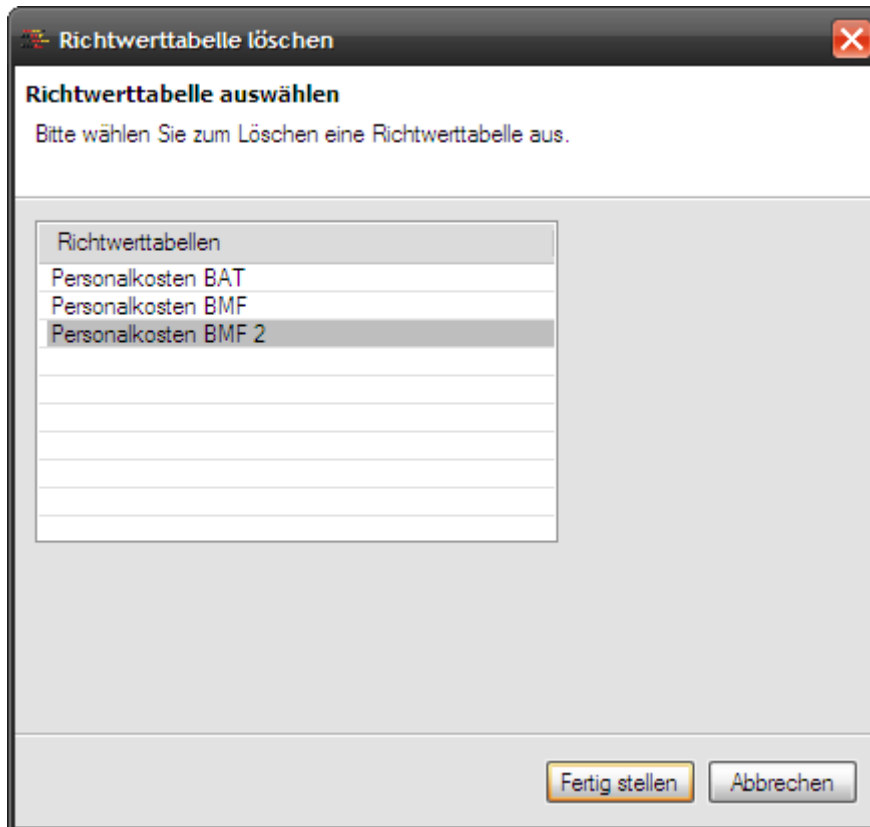 Richtwerttabelle löschen
Richtwerttabelle auswählen
Bitte wählen Sie zum Löschen eine Richtwerttabelle aus.
Richtwerttabellen
Personalkosten BAT
Personalkosten BMF
Personalkosten BMF 2
Fertig stellen
Abbrechen